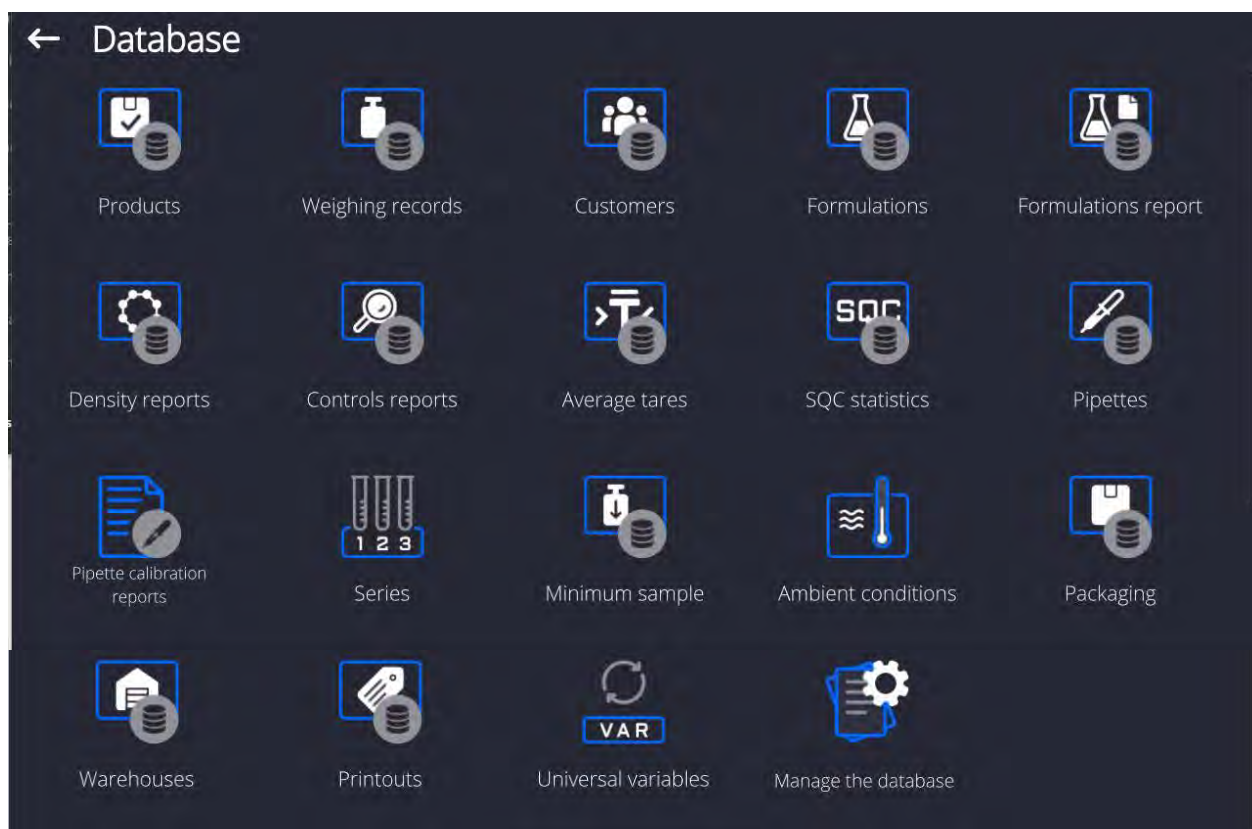 Database
Products
Weighing records
Customers
Formulations
Formulations report
SQC
Density reports
Controls reports
Average tares
SQC statistics
Pipettes
1 2 3
Pipette calibration
reports
Series
Minimum sample
Ambient conditions
Packaging
VAR
Warehouses
Printouts
Universal variables
Manage the database